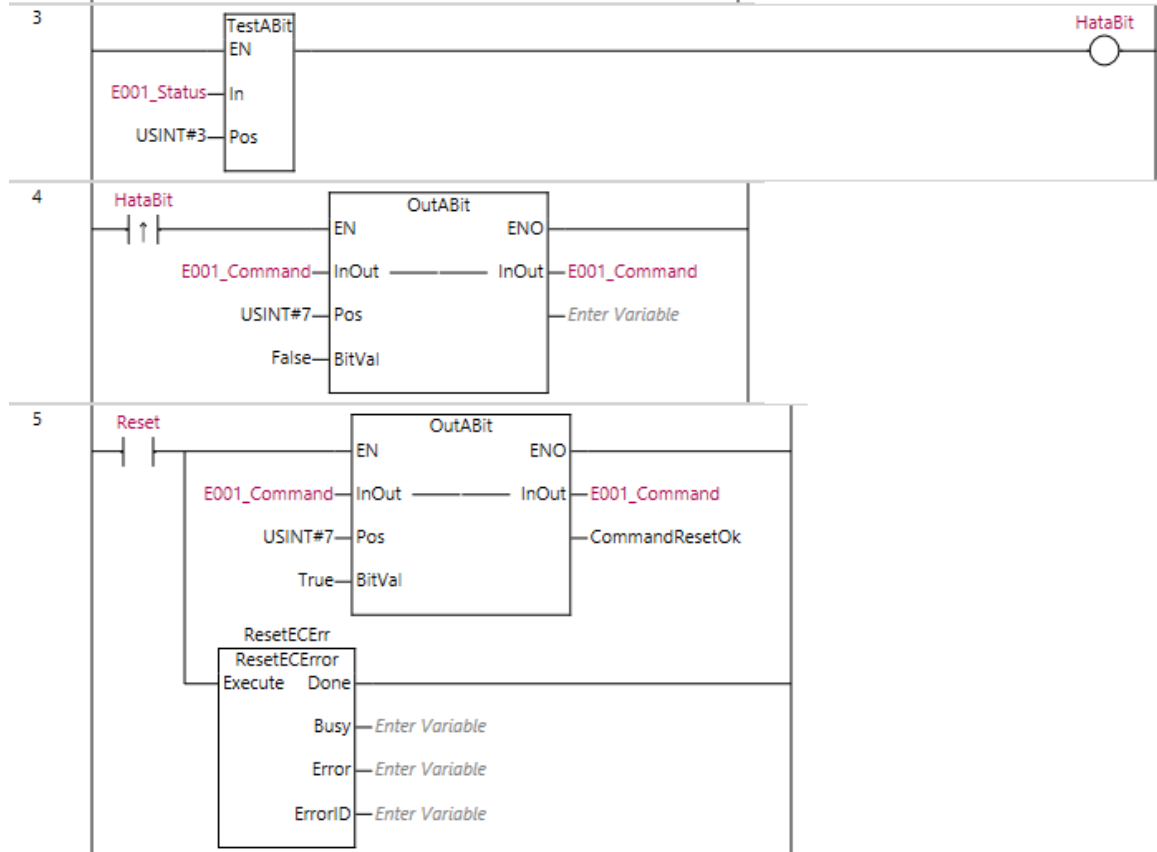 3
TestABit
HataBit
EN
E001_Status
In
USINT#3
Pos
4
HataBit
OutABit
↑
EN
ENO
E001_Command
InOut
InOut
E001_Command
USINT#7
Pos
Enter Variable
False
BitVal
5
Reset
OutABit
EN
ENO
E001_Command
InOut
InOut
E001_Command
USINT#7
Pos
CommandResetOk
True
BitVal
ResetECErr
ResetECError
Execute
Done
Busy
Enter Variable
Error
Enter Variable
ErrorID
Enter Variable